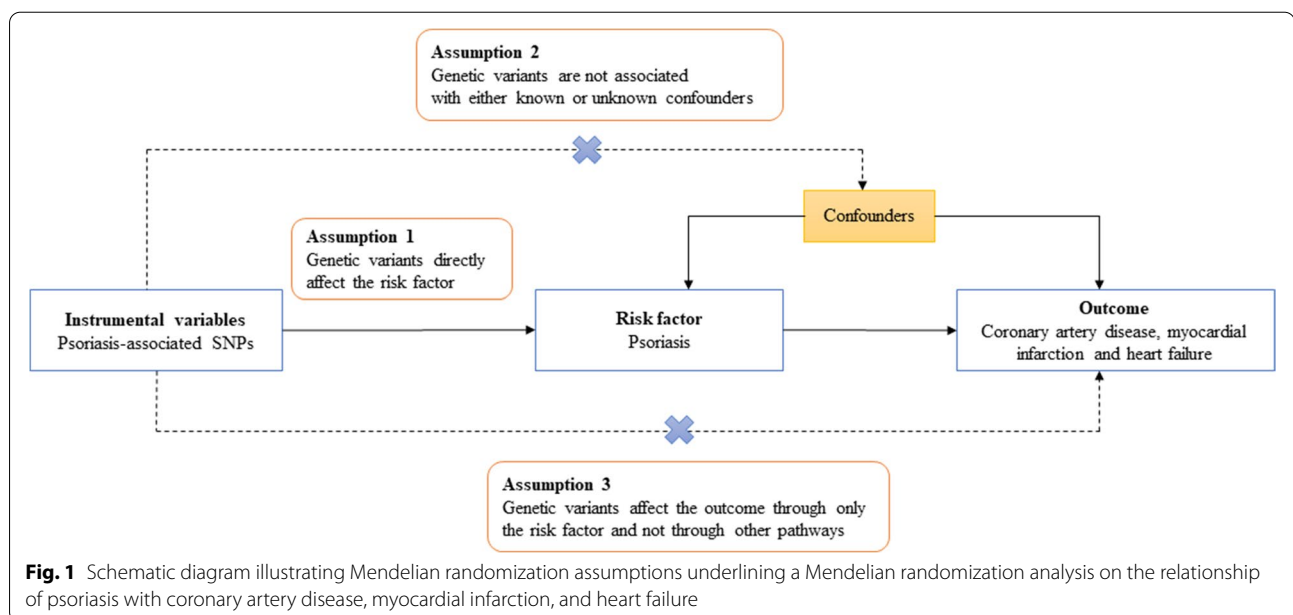 Assumption 2
Genetic variants are not associated
with either known or unknown confounders
Confounders
Assumption 1
Genetic variants directly
affect the risk factor
Instrumental variables
Psoriasis-associated SNPs
Risk factor
Psoriasis
Outcome
Coronary artery disease, myocardial
infarction and heart failure
Assumption 3
Genetic variants affect the outcome through only
the risk factor and not through other pathways
Fig. 1 Schematic diagram illustrating Mendelian randomization assumptions underlining a Mendelian randomization analysis on the relationship
of psoriasis with coronary artery disease, myocardial infarction, and heart failure